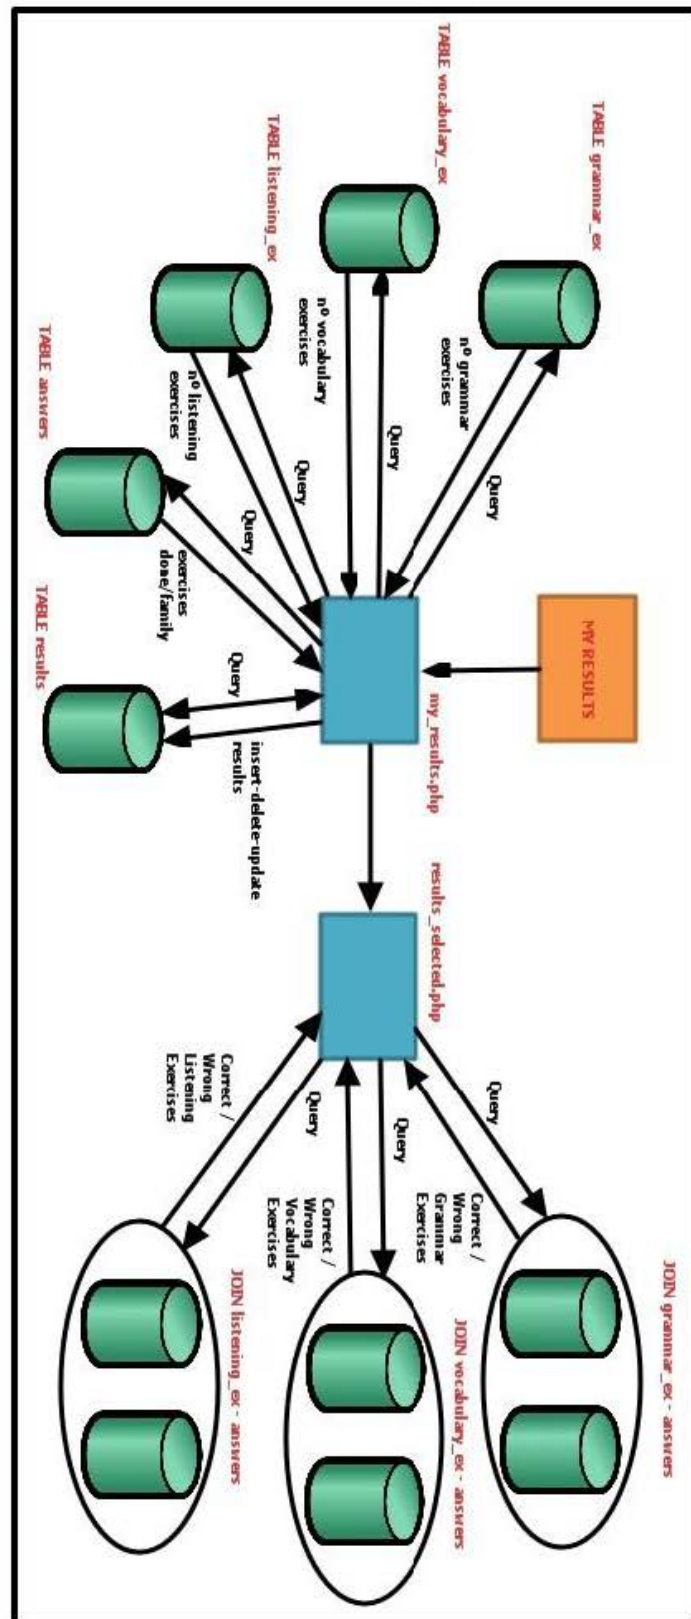 MY RESULTS
TABLE grammar_ex
nº grammar
exercises
Query
TABLE vocabulary_ex
nº vocabulary
exercises
Query
TABLE listening_ex
nº listening
exercises
Query
TABLE answers
Query
exercises
done/family
TABLE results
Query
insert-delete-update
results
my_results.php
results_selected.php
Query
Correct /
Wrong
Grammar
Exercises
JOIN grammar_ex - answers
Query
Correct /
Wrong
Vocabulary
Exercises
JOIN vocabulary_ex - answers
Query
Correct /
Wrong
Listening
Exercises
JOIN listening_ex - answers